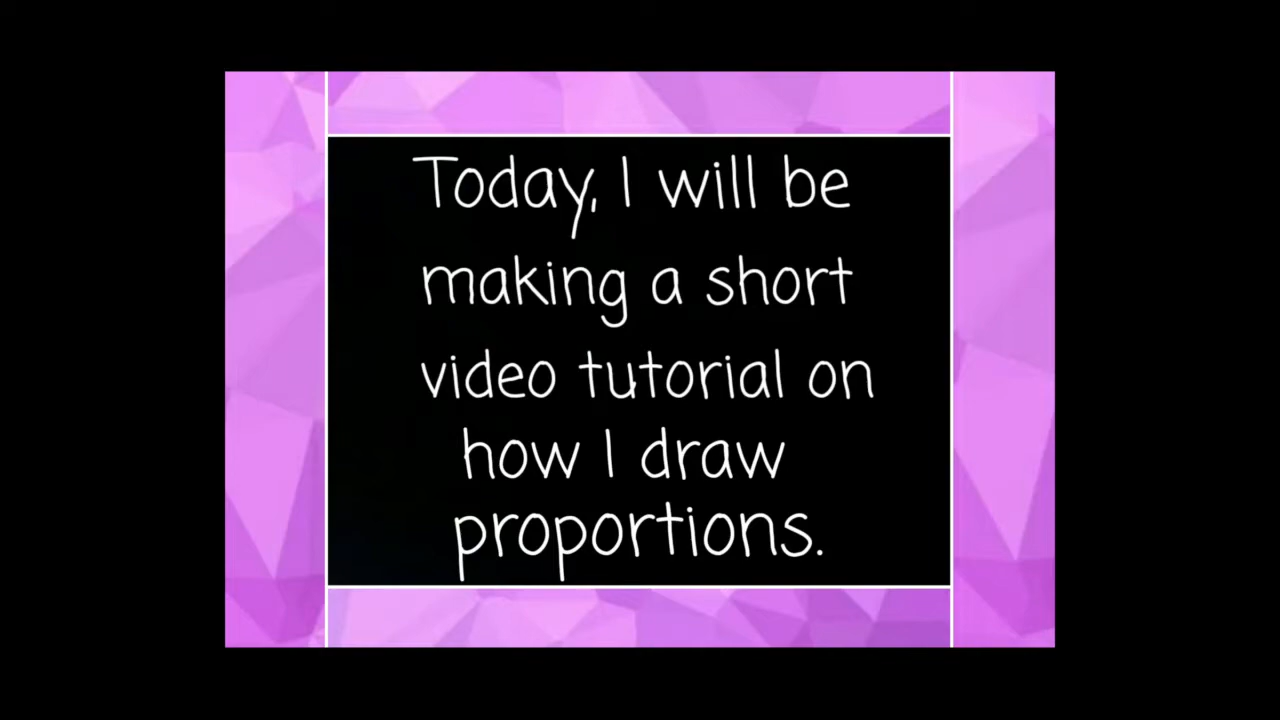 Today, I will be
making a short
video tutorial on
how I draw
proportions.